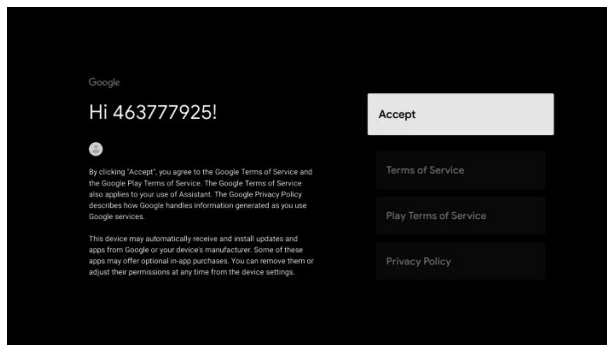 Google
Hi 463777925!
By clicking "Accept", you agree to the Google Terms of Service and
the Google Play Terms of Service. The Google Terms of Service
also applies to your use of Assistant. The Google Privacy Policy
describes how Google handles information generated as you use
Google services.
This device may automatically receive and install updates and
apps from Google or your device's manufacturer. Some of these
apps may offer optional in-app purchases. You can remove them or
adjust their permissions at any time from the device settings.
Accept
Terms of Service
Play Terms of Service
Privacy Policy